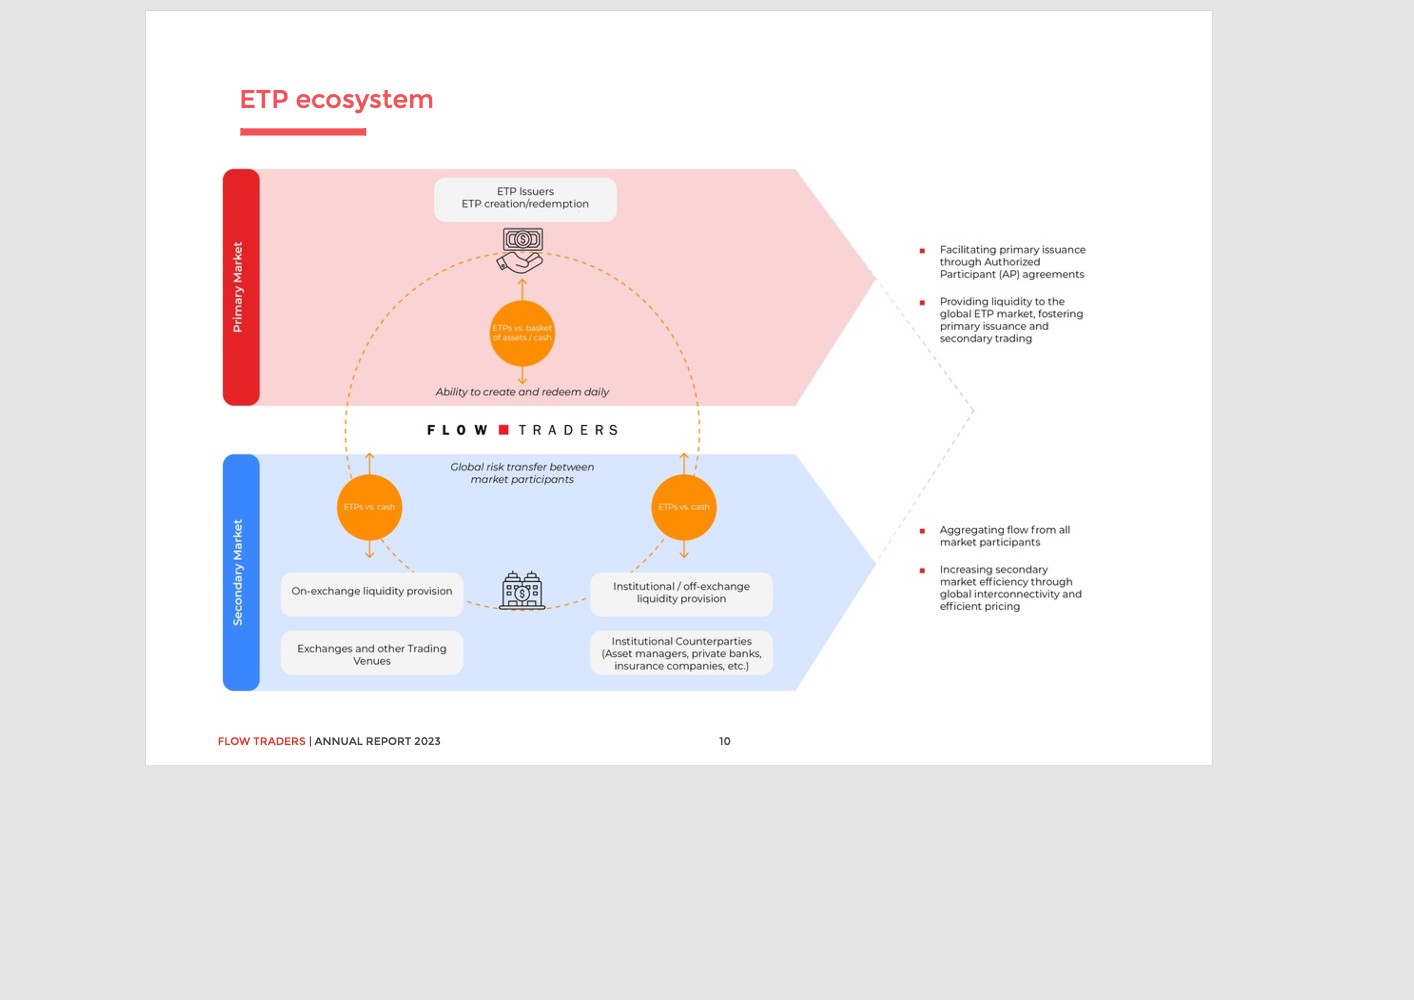 ETP ecosystem
Primary Market
ETP Issuers
ETP creation/redemption
ETPs vs. basket
of assets / cash
Ability to create and redeem daily
FLOW TRADERS
Secondary Market
Global risk transfer between
market participants
ETPs vs. cash
ETPs vs. cash
On-exchange liquidity provision
Institutional / off-exchange
liquidity provision
Exchanges and other Trading
Venues
Institutional Counterparties
(Asset managers, private banks,
insurance companies, etc.)
Facilitating primary issuance
through Authorized
Participant (AP) agreements
Providing liquidity to the
global ETP market, fostering
primary issuance and
secondary trading
Aggregating flow from all
market participants
Increasing secondary
market efficiency through
global interconnectivity and
efficient pricing
FLOW TRADERS | ANNUAL REPORT 2023
10